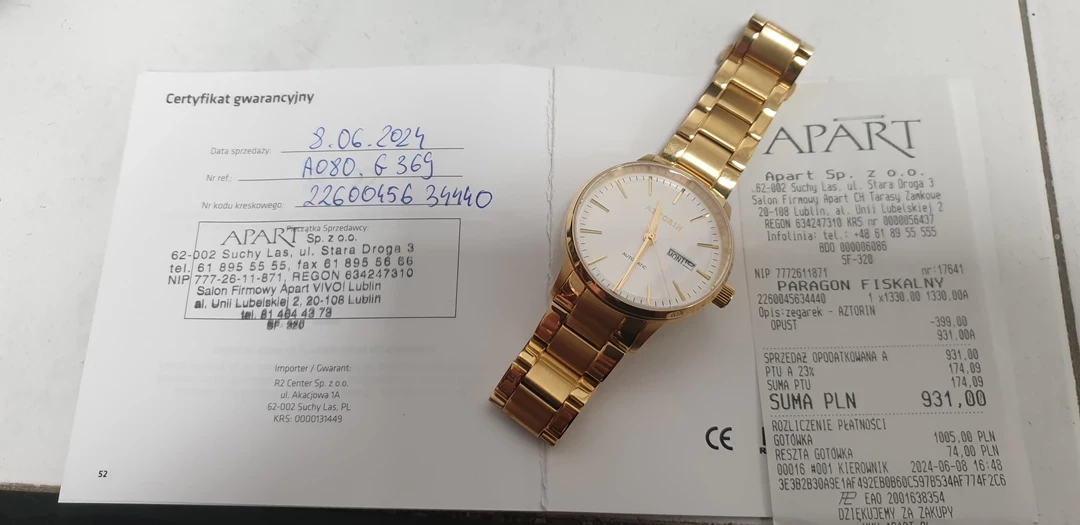 Certyfikat gwarancyjny
Data sprzedaży: 8.06.2024
Nr ref.: A080.G369
Nr kodu kreskowego: 2260045634440
Pieczątka Sprzedawcy:
APART Sp. z o.o.
62-002 Suchy Las, ul. Stara Droga 3
tel. 61 895 55 55, fax 61 895 56 66
NIP 777-26-11-871, REGON 634247310
Salon Firmowy Apart VIVO! Lublin
al. Unii Lubelskiej 2, 20-108 Lublin
tel. 81 464 43 79
SF 320
Importer / Gwarant:
R2 Center Sp. z o.o.
ul. Akacjowa 1A
62-002 Suchy Las, PL
KRS: 0000131449
52
AZTORIN
AUTOMATIC
CE
APART
Apart Sp. z o.o.
62-002 Suchy Las, ul. Stara Droga 3
Salon Firmowy Apart CH Tarasy Zamkowe
20-108 Lublin, al. Unii Lubelskiej 2
REGON 634247310 KRS nr 0000056437
Infolinia: tel.: +48 61 89 55 555
BDO 000006086
SF-320
NIP 7772611871 nr:17641
PARAGON FISKALNY
2260045634440 1 x1330.00 1330.00A
Opis:zegarek - AZTORIN
OPUST -399,00
931,00A
SPRZEDAŻ OPODATKOWANA A 931,00
PTU A 23% 174,09
SUMA PTU 174,09
SUMA PLN 931,00
ROZLICZENIE PŁATNOŚCI
GOTÓWKA 1005,00 PLN
RESZTA GOTÓWKA 74,00 PLN
00016 #001 KIEROWNIK 2024-06-08 16:48
3E3B2B30A9E1AF492EB0B60C597B534AF774F2C6
EAO 2001638354
DZIĘKUJEMY ZA ZAKUPY